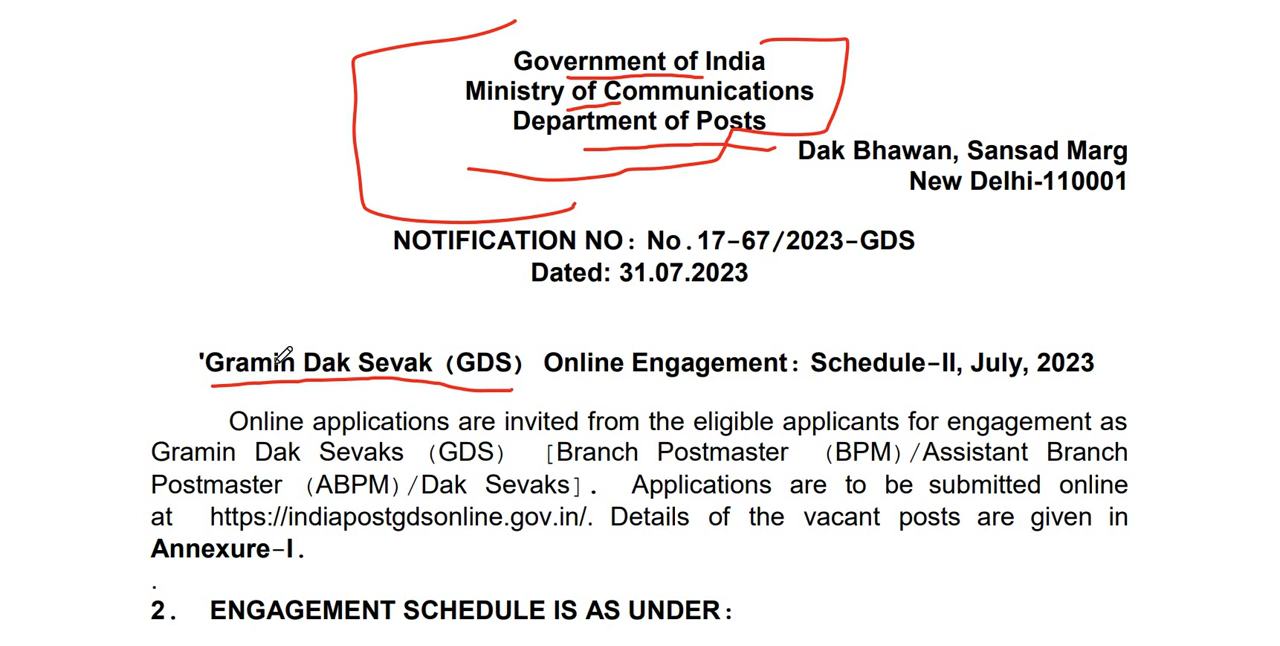 Government of India
Ministry of Communications
Department of Posts
Dak Bhawan, Sansad Marg
New Delhi-110001
NOTIFICATION NO: No.17-67/2023-GDS
Dated: 31.07.2023
'Gramin Dak Sevak (GDS) Online Engagement: Schedule-II, July, 2023
Online applications are invited from the eligible applicants for engagement as
Gramin Dak Sevaks (GDS) [Branch Postmaster (BPM)/Assistant Branch
Postmaster (ABPM)/Dak Sevaks]. Applications are to be submitted online
at https://indiapostgdsonline.gov.in/. Details of the vacant posts are given in
Annexure-I.
.
2. ENGAGEMENT SCHEDULE IS AS UNDER: